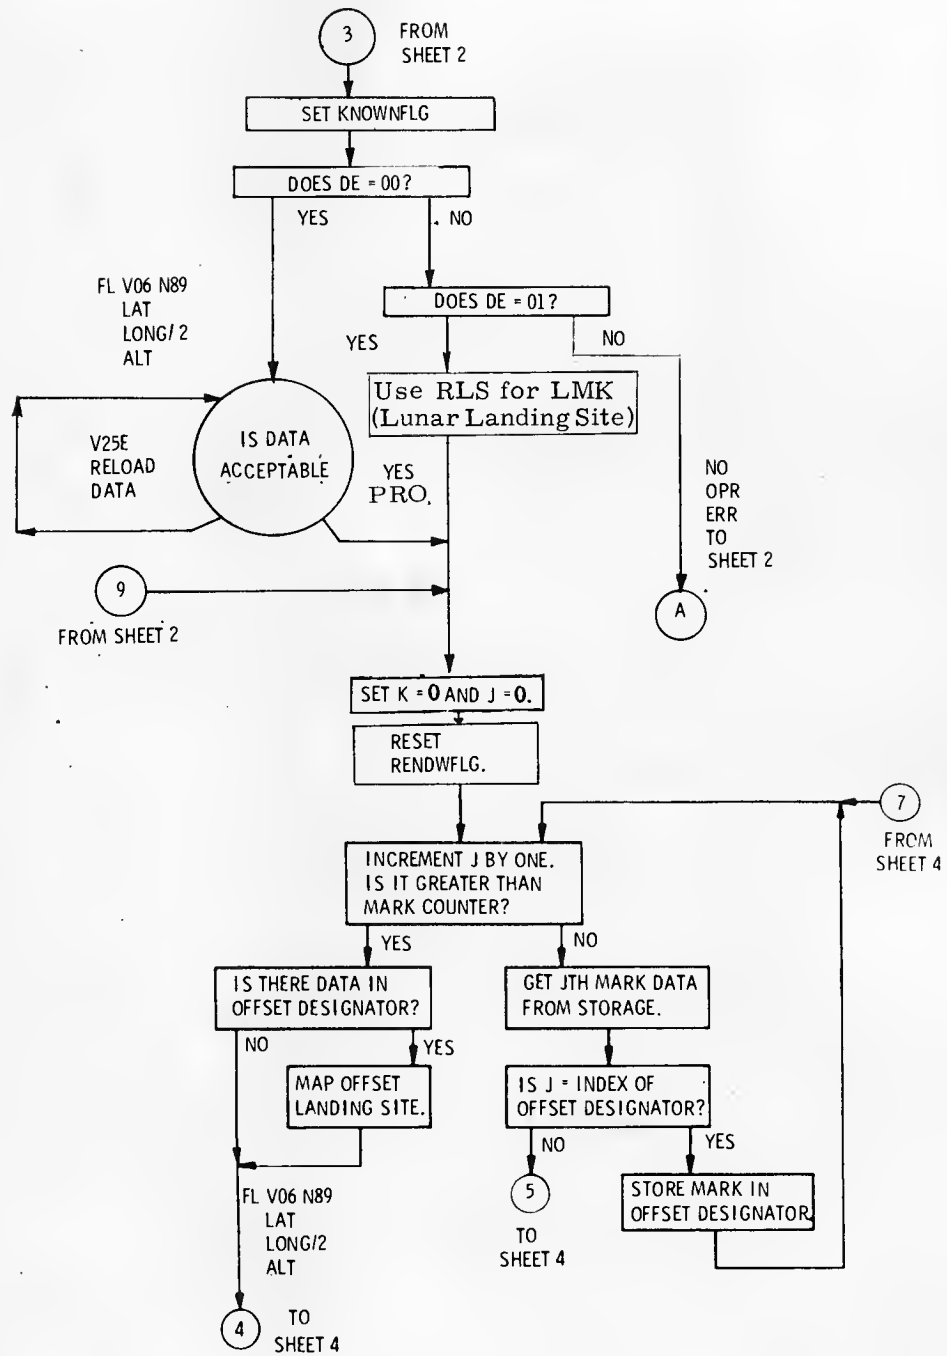 3
FROM
SHEET 2
SET KNOWNFLG
DOES DE = 00?
YES
NO
FL V06 N89
LAT
LONG/2
ALT
DOES DE = 01?
YES
NO
Use RLS for LMK
(Lunar Landing Site)
IS DATA
ACCEPTABLE
V25E
RELOAD
DATA
YES
PRO.
NO
OPR
ERR
TO
SHEET 2
A
9
FROM SHEET 2
SET K = 0 AND J = 0.
RESET
RENDWFLG.
7
FROM
SHEET 4
INCREMENT J BY ONE.
IS IT GREATER THAN
MARK COUNTER?
YES
NO
IS THERE DATA IN
OFFSET DESIGNATOR?
GET JTH MARK DATA
FROM STORAGE.
NO
YES
MAP OFFSET
LANDING SITE.
IS J = INDEX OF
OFFSET DESIGNATOR?
NO
YES
FL V06 N89
LAT
LONG/2
ALT
5
TO
SHEET 4
STORE MARK IN
OFFSET DESIGNATOR.
4
TO
SHEET 4